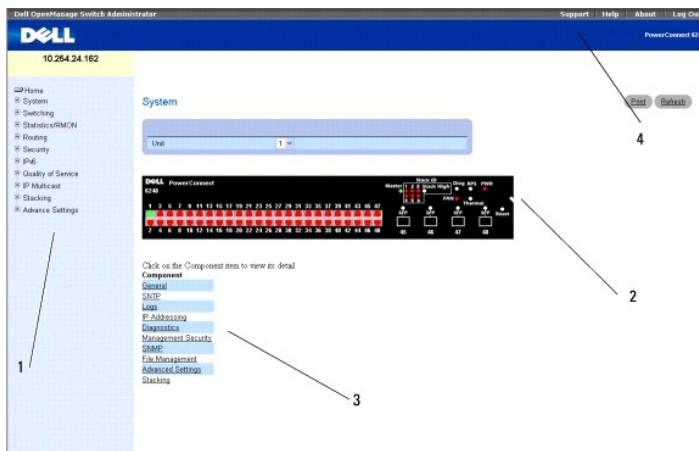 Dell OpenManage Switch Administrator
Support Help About Log Ou
DELL
PowerConnect 62
10.254.24.162
Home
System
Switching
Statistics/RMON
Routing
Security
IPv6
Quality of Service
IP Multicast
Stacking
Advance Settings
System
Print Refresh
4
Unit 1
DELL PowerConnect
6248
Stack ID
Master 1 2 3 Stack High Diag RPS PWR
FAN Thermal
1 3 5 7 9 11 13 15 17 19 21 23 25 27 29 31 33 35 37 39 41 43 45 47
SFP SFP SFP SFP Reset
2 4 6 8 10 12 14 16 18 20 22 24 26 28 30 32 34 36 38 40 42 44 46 48
45 46 47 48
2
Click on the Component item to view its detail
Component
General
SNTP
Logs
IP Addressing
Diagnostics
Management Security
SNMP
File Management
Advanced Settings
Stacking
1
3